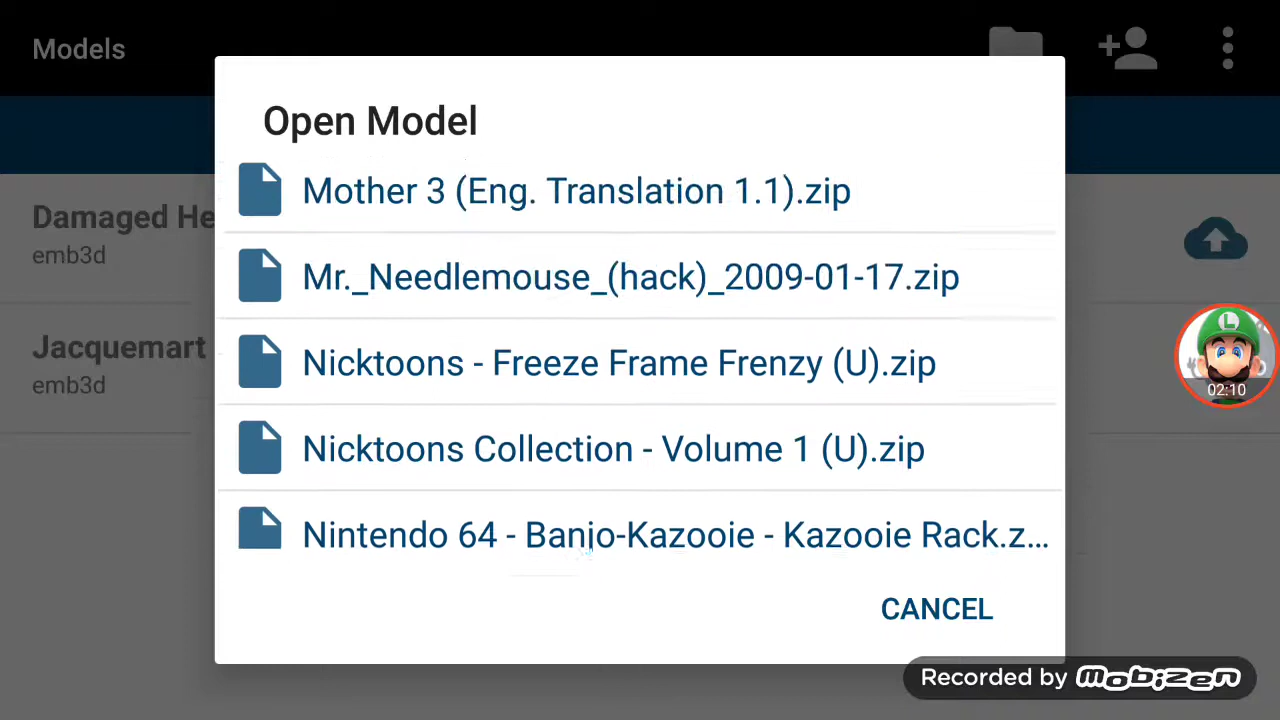 Models
Open Model
Mother 3 (Eng. Translation 1.1).zip
Damaged He
emb3d
Mr._Needlemouse_(hack)_2009-01-17.zip
Jacquemart
emb3d
Nicktoons - Freeze Frame Frenzy (U).zip
L
02:10
Nicktoons Collection - Volume 1 (U).zip
Nintendo 64 - Banjo-Kazooie - Kazooie Rack.z...
CANCEL
Recorded by Mobizen